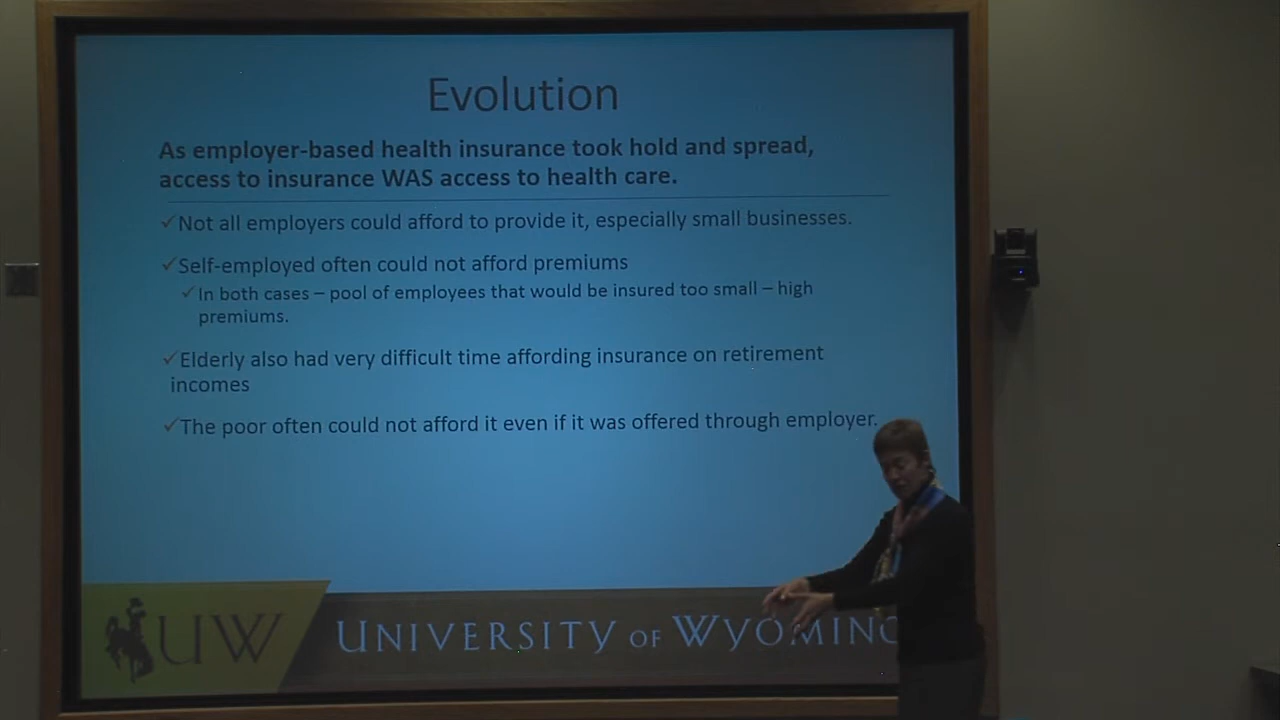 Evolution
As employer-based health insurance took hold and spread,
access to insurance WAS access to health care.
✓Not all employers could afford to provide it, especially small businesses.
✓Self-employed often could not afford premiums
✓In both cases – pool of employees that would be insured too small – high
premiums.
✓Elderly also had very difficult time affording insurance on retirement
incomes
✓The poor often could not afford it even if it was offered through employer.
UW UNIVERSITY OF WYOMING